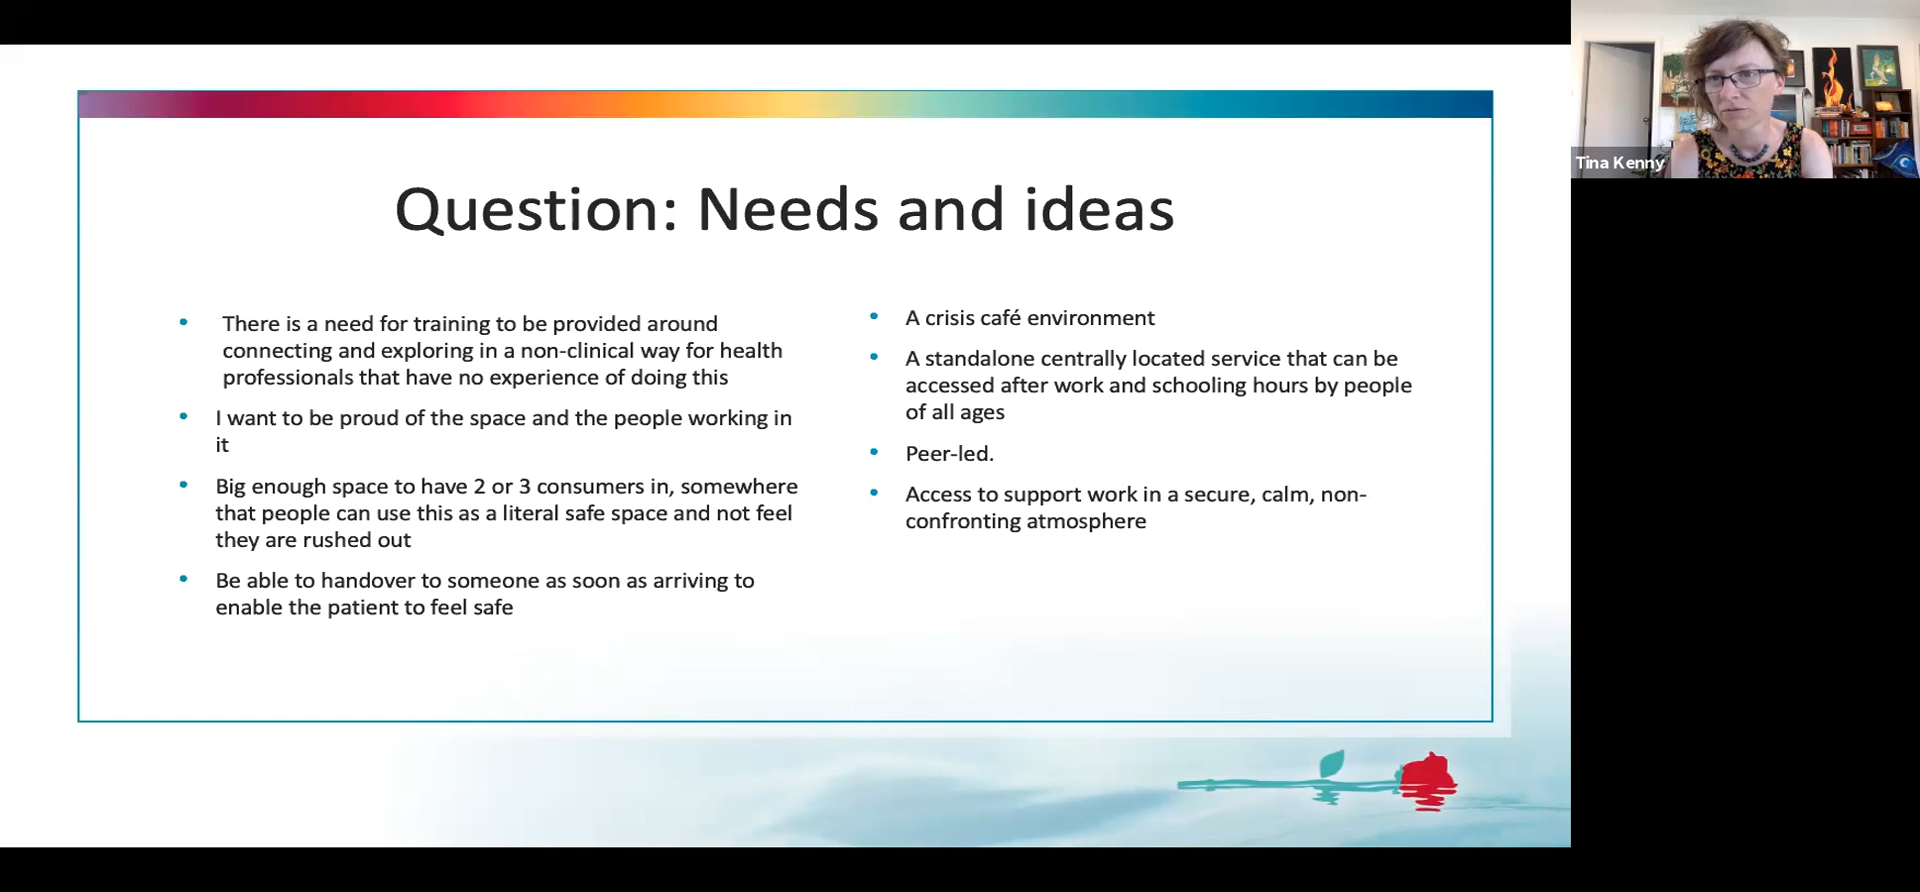 Question: Needs and ideas
There is a need for training to be provided around
connecting and exploring in a non-clinical way for health
professionals that have no experience of doing this
I want to be proud of the space and the people working in
it
Big enough space to have 2 or 3 consumers in, somewhere
that people can use this as a literal safe space and not feel
they are rushed out
Be able to handover to someone as soon as arriving to
enable the patient to feel safe
A crisis café environment
A standalone centrally located service that can be
accessed after work and schooling hours by people
of all ages
Peer-led.
Access to support work in a secure, calm, non-
confronting atmosphere
Tina Kenny